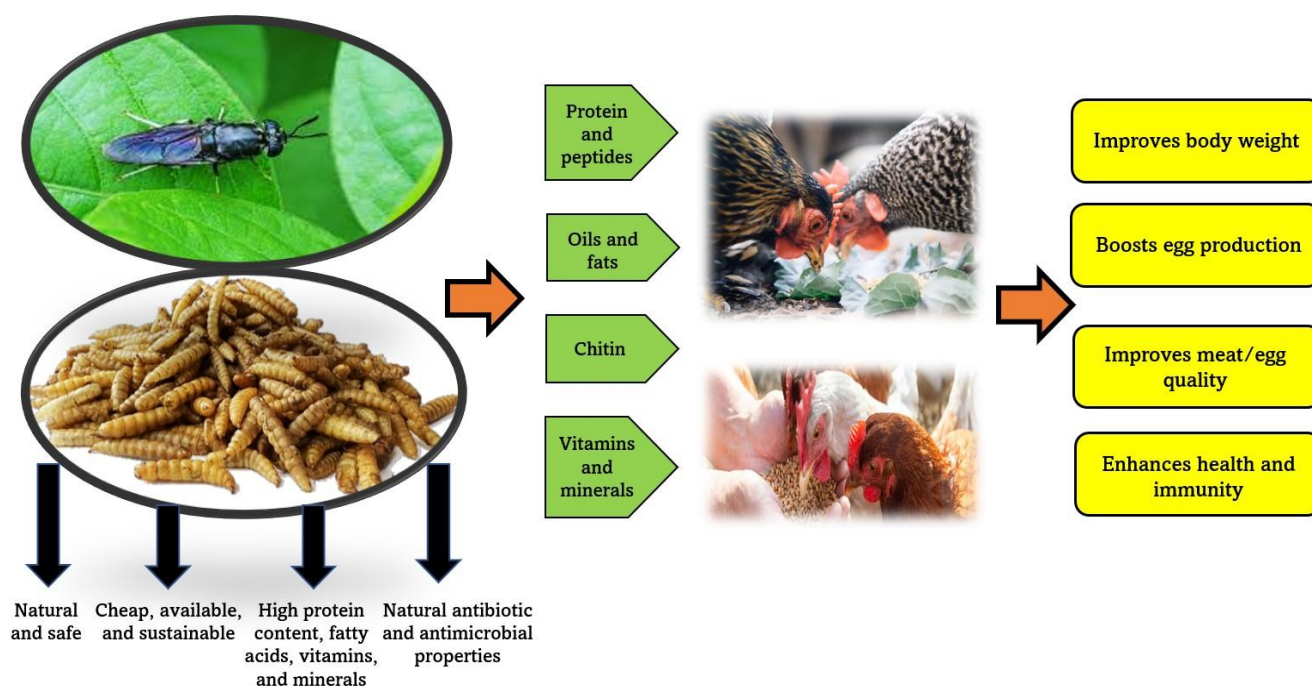 Protein
and
peptides
Oils and
fats
Chitin
Vitamins
and
minerals
Improves body weight
Boosts egg production
Improves meat/egg
quality
Enhances health and
immunity
Natural
and safe
Cheap, available,
and sustainable
High protein
content, fatty
acids, vitamins,
and minerals
Natural antibiotic
and antimicrobial
properties